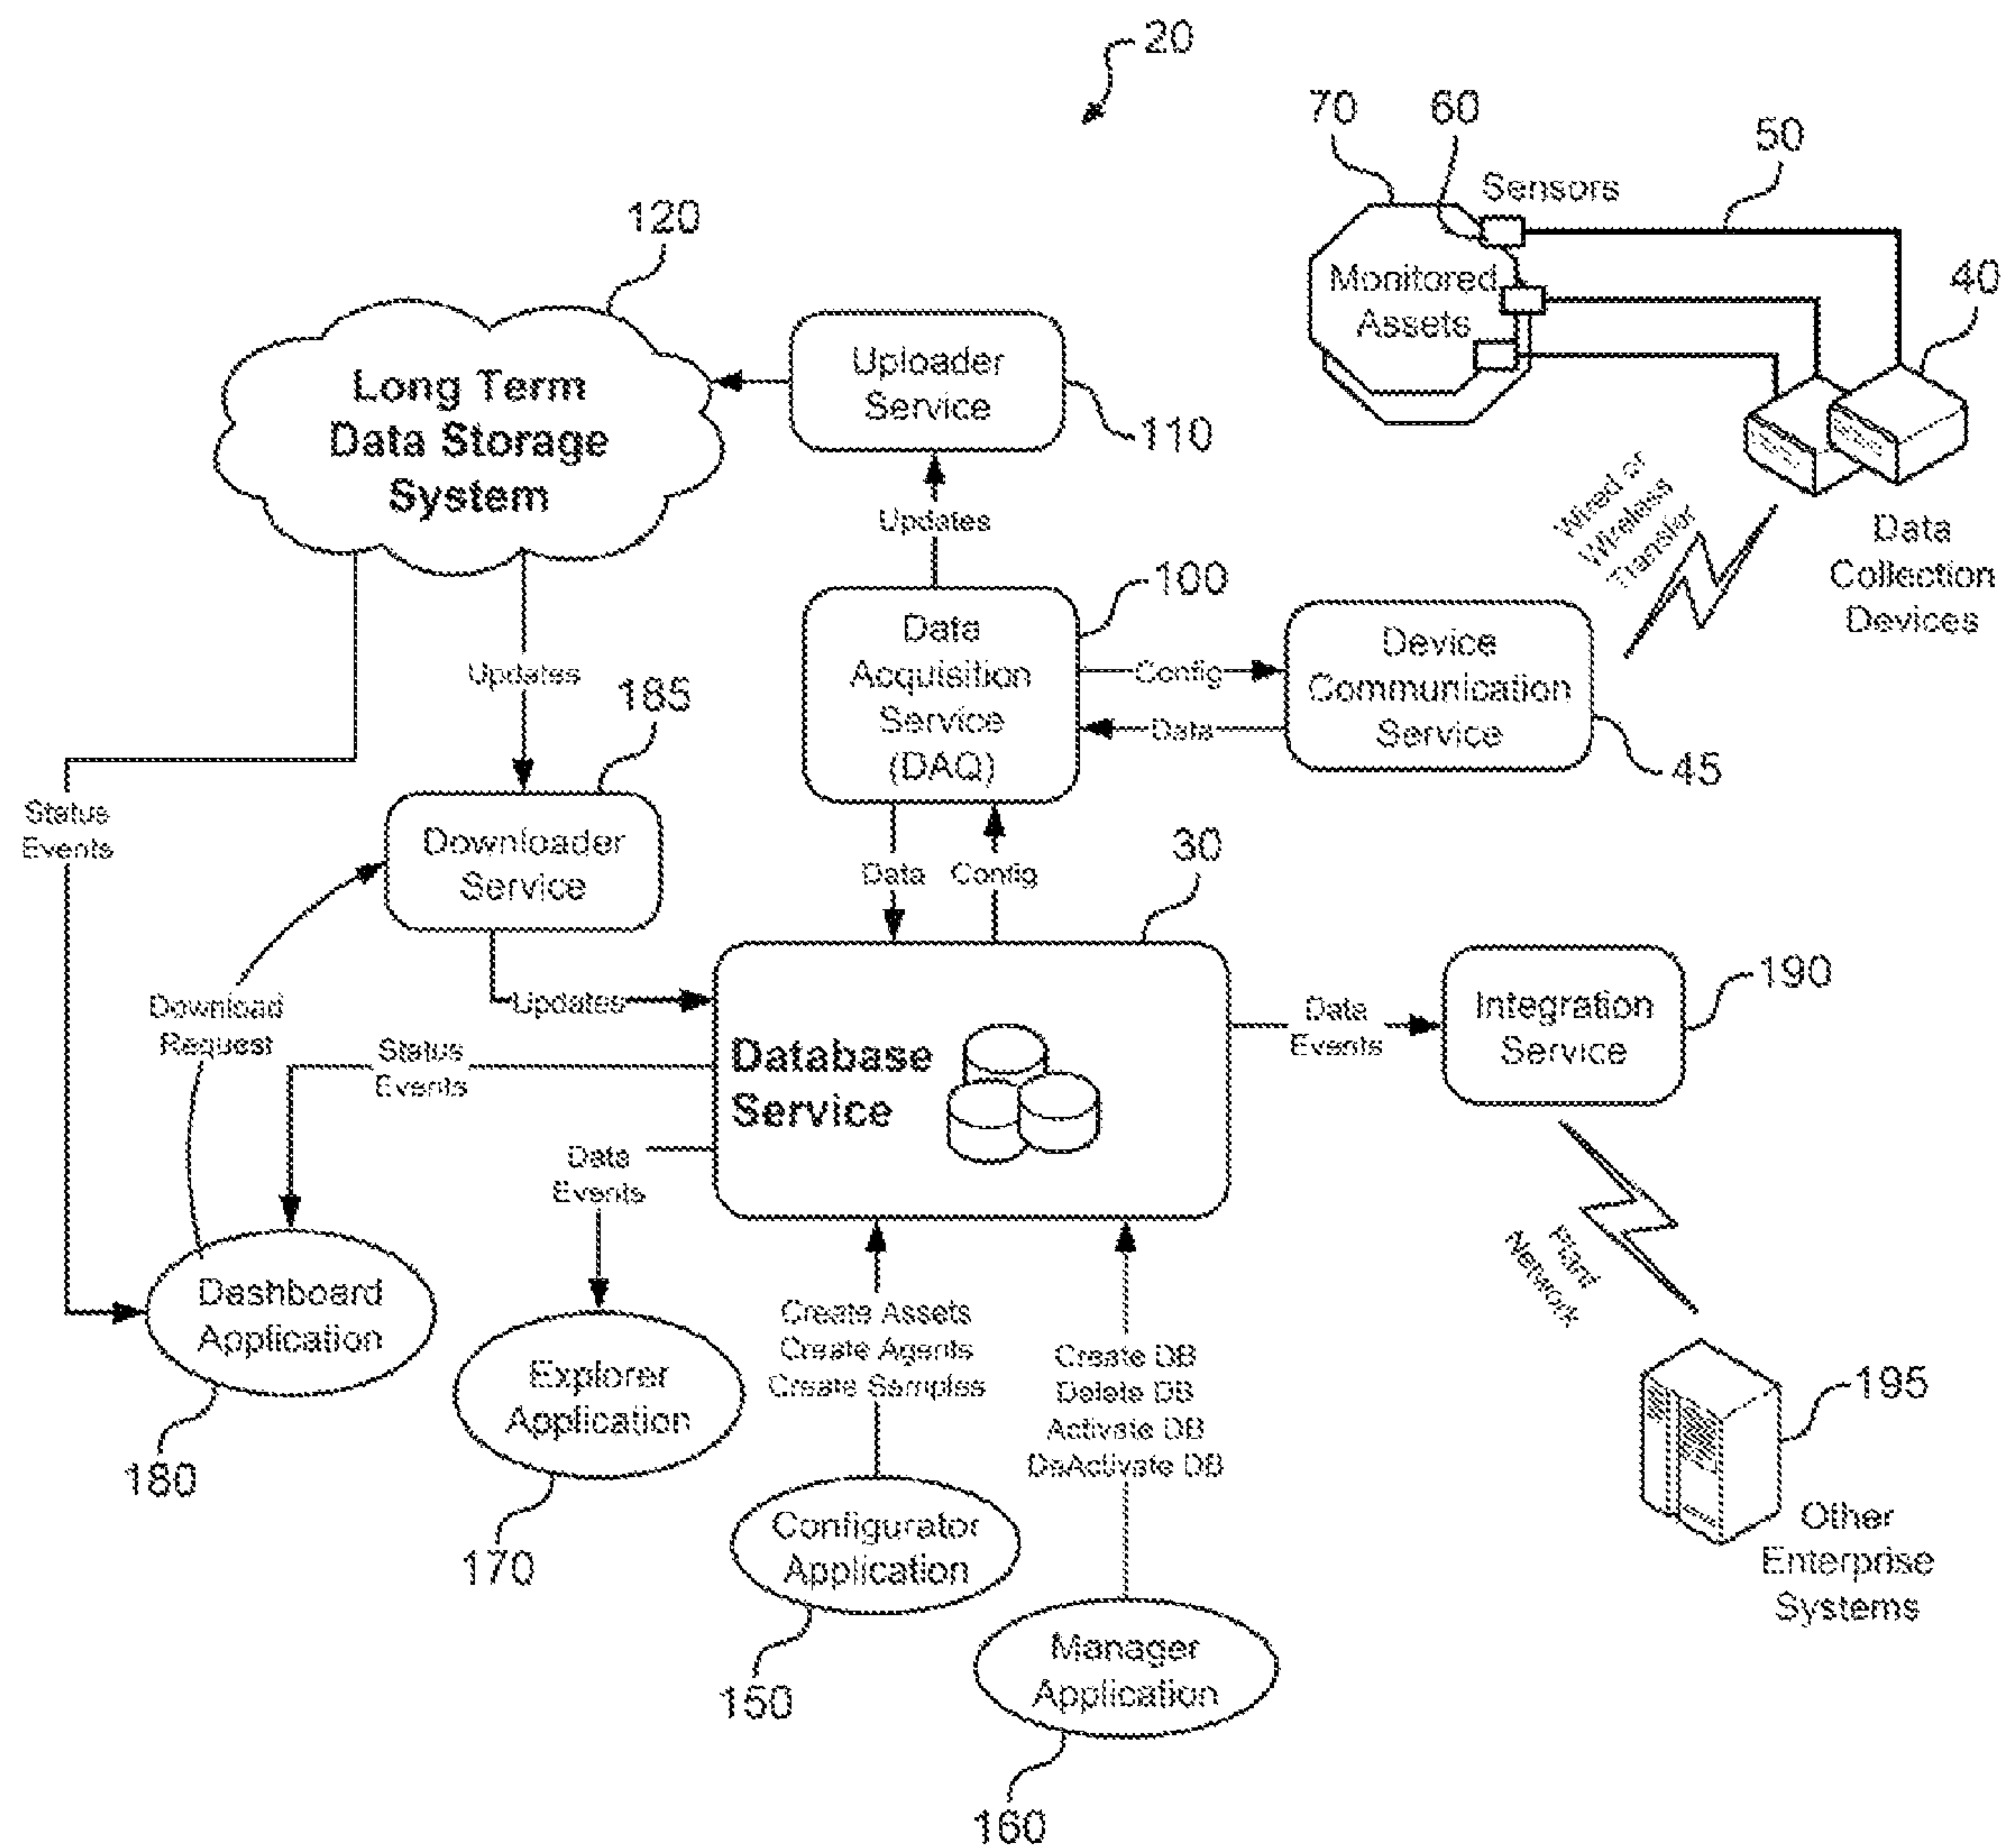 20
70
60
50
Sensors
120
40
Monitored
Assets
Uploader
Service
Long Term
Data Storage
System
110
Wired or
Wireless
Transfer
Updates
Data
Collection
Devices
100
Data
Acquisition
Service
(DAQ)
Config
Data
Device
Communication
Service
45
Updates
185
Status
Events
Downloader
Service
Data
Config
30
Download
Request
Updates
Status
Events
Database
Service
Data
Events
Integration
Service
190
Data
Events
Plant
Network
Dashboard
Application
180
Explorer
Application
170
Create Assets
Create Agents
Create Samples
Create DB
Delete DB
Activate DB
DeActivate DB
195
Configurator
Application
150
Other
Enterprise
Systems
Manager
Application
160